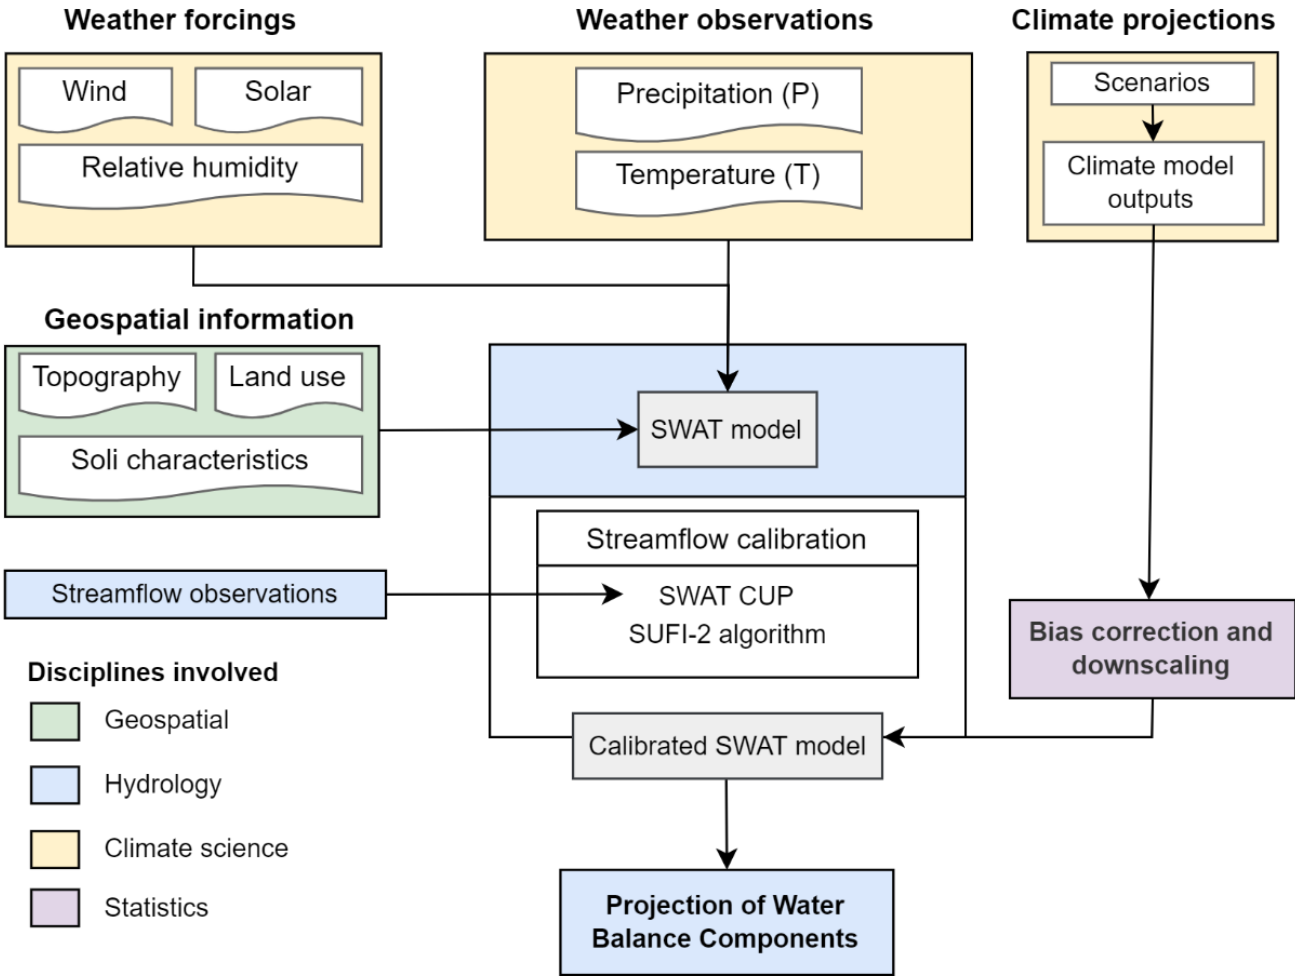 Weather forcings
Wind
Solar
Relative humidity
Weather observations
Precipitation (P)
Temperature (T)
Climate projections
Scenarios
Climate model
outputs
Geospatial information
Topography
Land use
Soli characteristics
SWAT model
Streamflow calibration
SWAT CUP
SUFI-2 algorithm
Streamflow observations
Bias correction and
downscaling
Calibrated SWAT model
Projection of Water
Balance Components
Disciplines involved
Geospatial
Hydrology
Climate science
Statistics